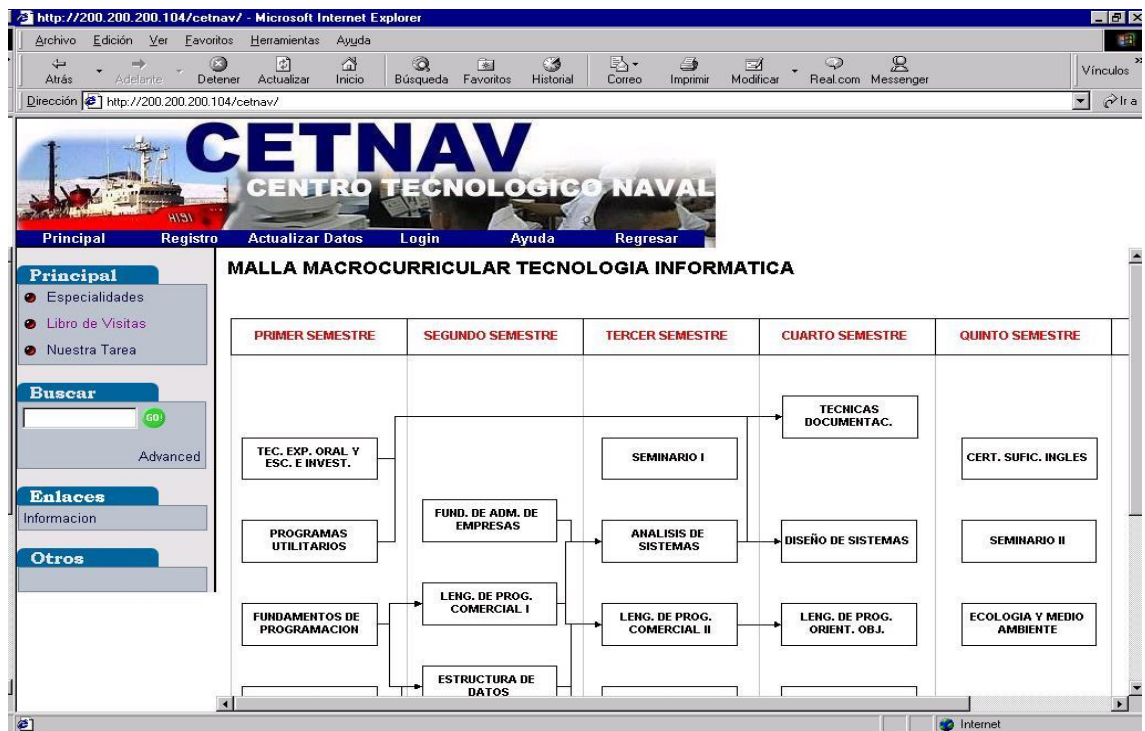 http://200.200.200.104/cetnav/ - Microsoft Internet Explorer
Archivo Edición Ver Favoritos Herramientas Ayuda
Atrás Adelante Detener Actualizar Inicio Búsqueda Favoritos Historial Correo Imprimir Modificar Real.com Messenger Vínculos »
Dirección http://200.200.200.104/cetnav/ Ir a
CETNAV
CENTRO TECNOLOGICO NAVAL
HI91
Principal Registro Actualizar Datos Login Ayuda Regresar
Principal
Especialidades
Libro de Visitas
Nuestra Tarea
Buscar
GO!
Advanced
Enlaces
Informacion
Otros
MALLA MACROCURRICULAR TECNOLOGIA INFORMATICA
PRIMER SEMESTRE SEGUNDO SEMESTRE TERCER SEMESTRE CUARTO SEMESTRE QUINTO SEMESTRE
TECNICAS
DOCUMENTAC.
TEC. EXP. ORAL Y
ESC. E INVEST.
SEMINARIO I
CERT. SUFIC. INGLES
FUND. DE ADM. DE
EMPRESAS
PROGRAMAS
UTILITARIOS
ANALISIS DE
SISTEMAS
DISEÑO DE SISTEMAS
SEMINARIO II
LENG. DE PROG.
COMERCIAL I
FUNDAMENTOS DE
PROGRAMACION
LENG. DE PROG.
COMERCIAL II
LENG. DE PROG.
ORIENT. OBJ.
ECOLOGIA Y MEDIO
AMBIENTE
ESTRUCTURA DE
DATOS
Internet